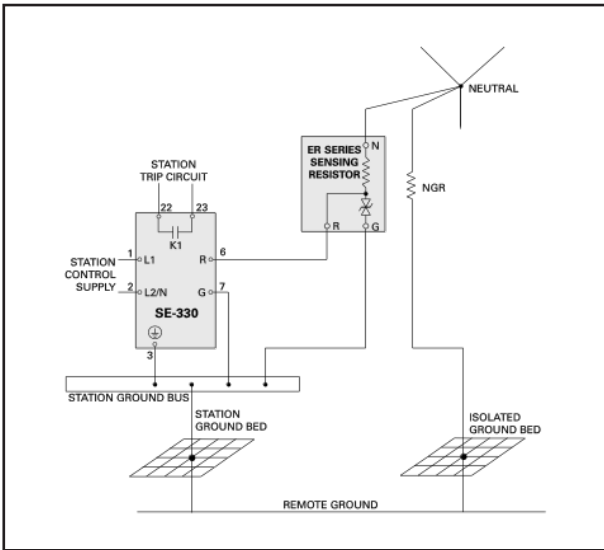 NEUTRAL
ER SERIES
SENSING
RESISTOR
N
R
G
NGR
STATION
TRIP CIRCUIT
22
23
K1
1
L1
R
6
STATION
CONTROL
SUPPLY
2
L2/N
G
7
SE-330
3
STATION GROUND BUS
STATION
GROUND BED
ISOLATED
GROUND BED
REMOTE GROUND